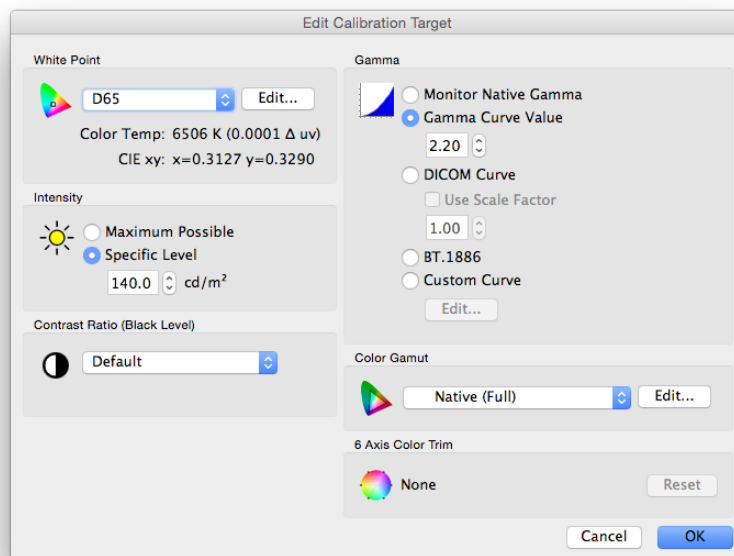 Edit Calibration Target
White Point
D65
Edit...
Color Temp: 6506 K (0.0001 Δ uv)
CIE xy: x=0.3127 y=0.3290
Intensity
Maximum Possible
Specific Level
140.0 cd/m²
Contrast Ratio (Black Level)
Default
Gamma
Monitor Native Gamma
Gamma Curve Value
2.20
DICOM Curve
Use Scale Factor
1.00
BT.1886
Custom Curve
Edit...
Color Gamut
Native (Full)
Edit...
6 Axis Color Trim
None
Reset
Cancel
OK